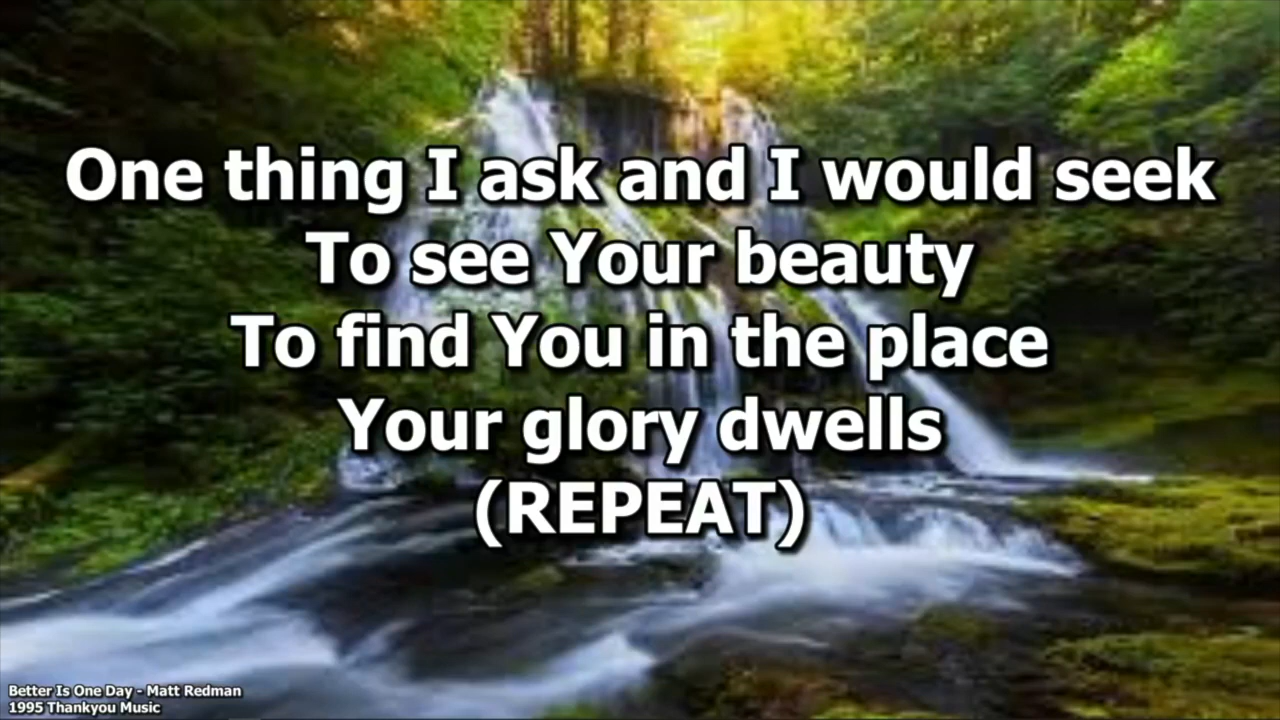 One thing I ask and I would seek
To see Your beauty
To find You in the place
Your glory dwells
(REPEAT)
Better Is One Day - Matt Redman
1995 Thankyou Music